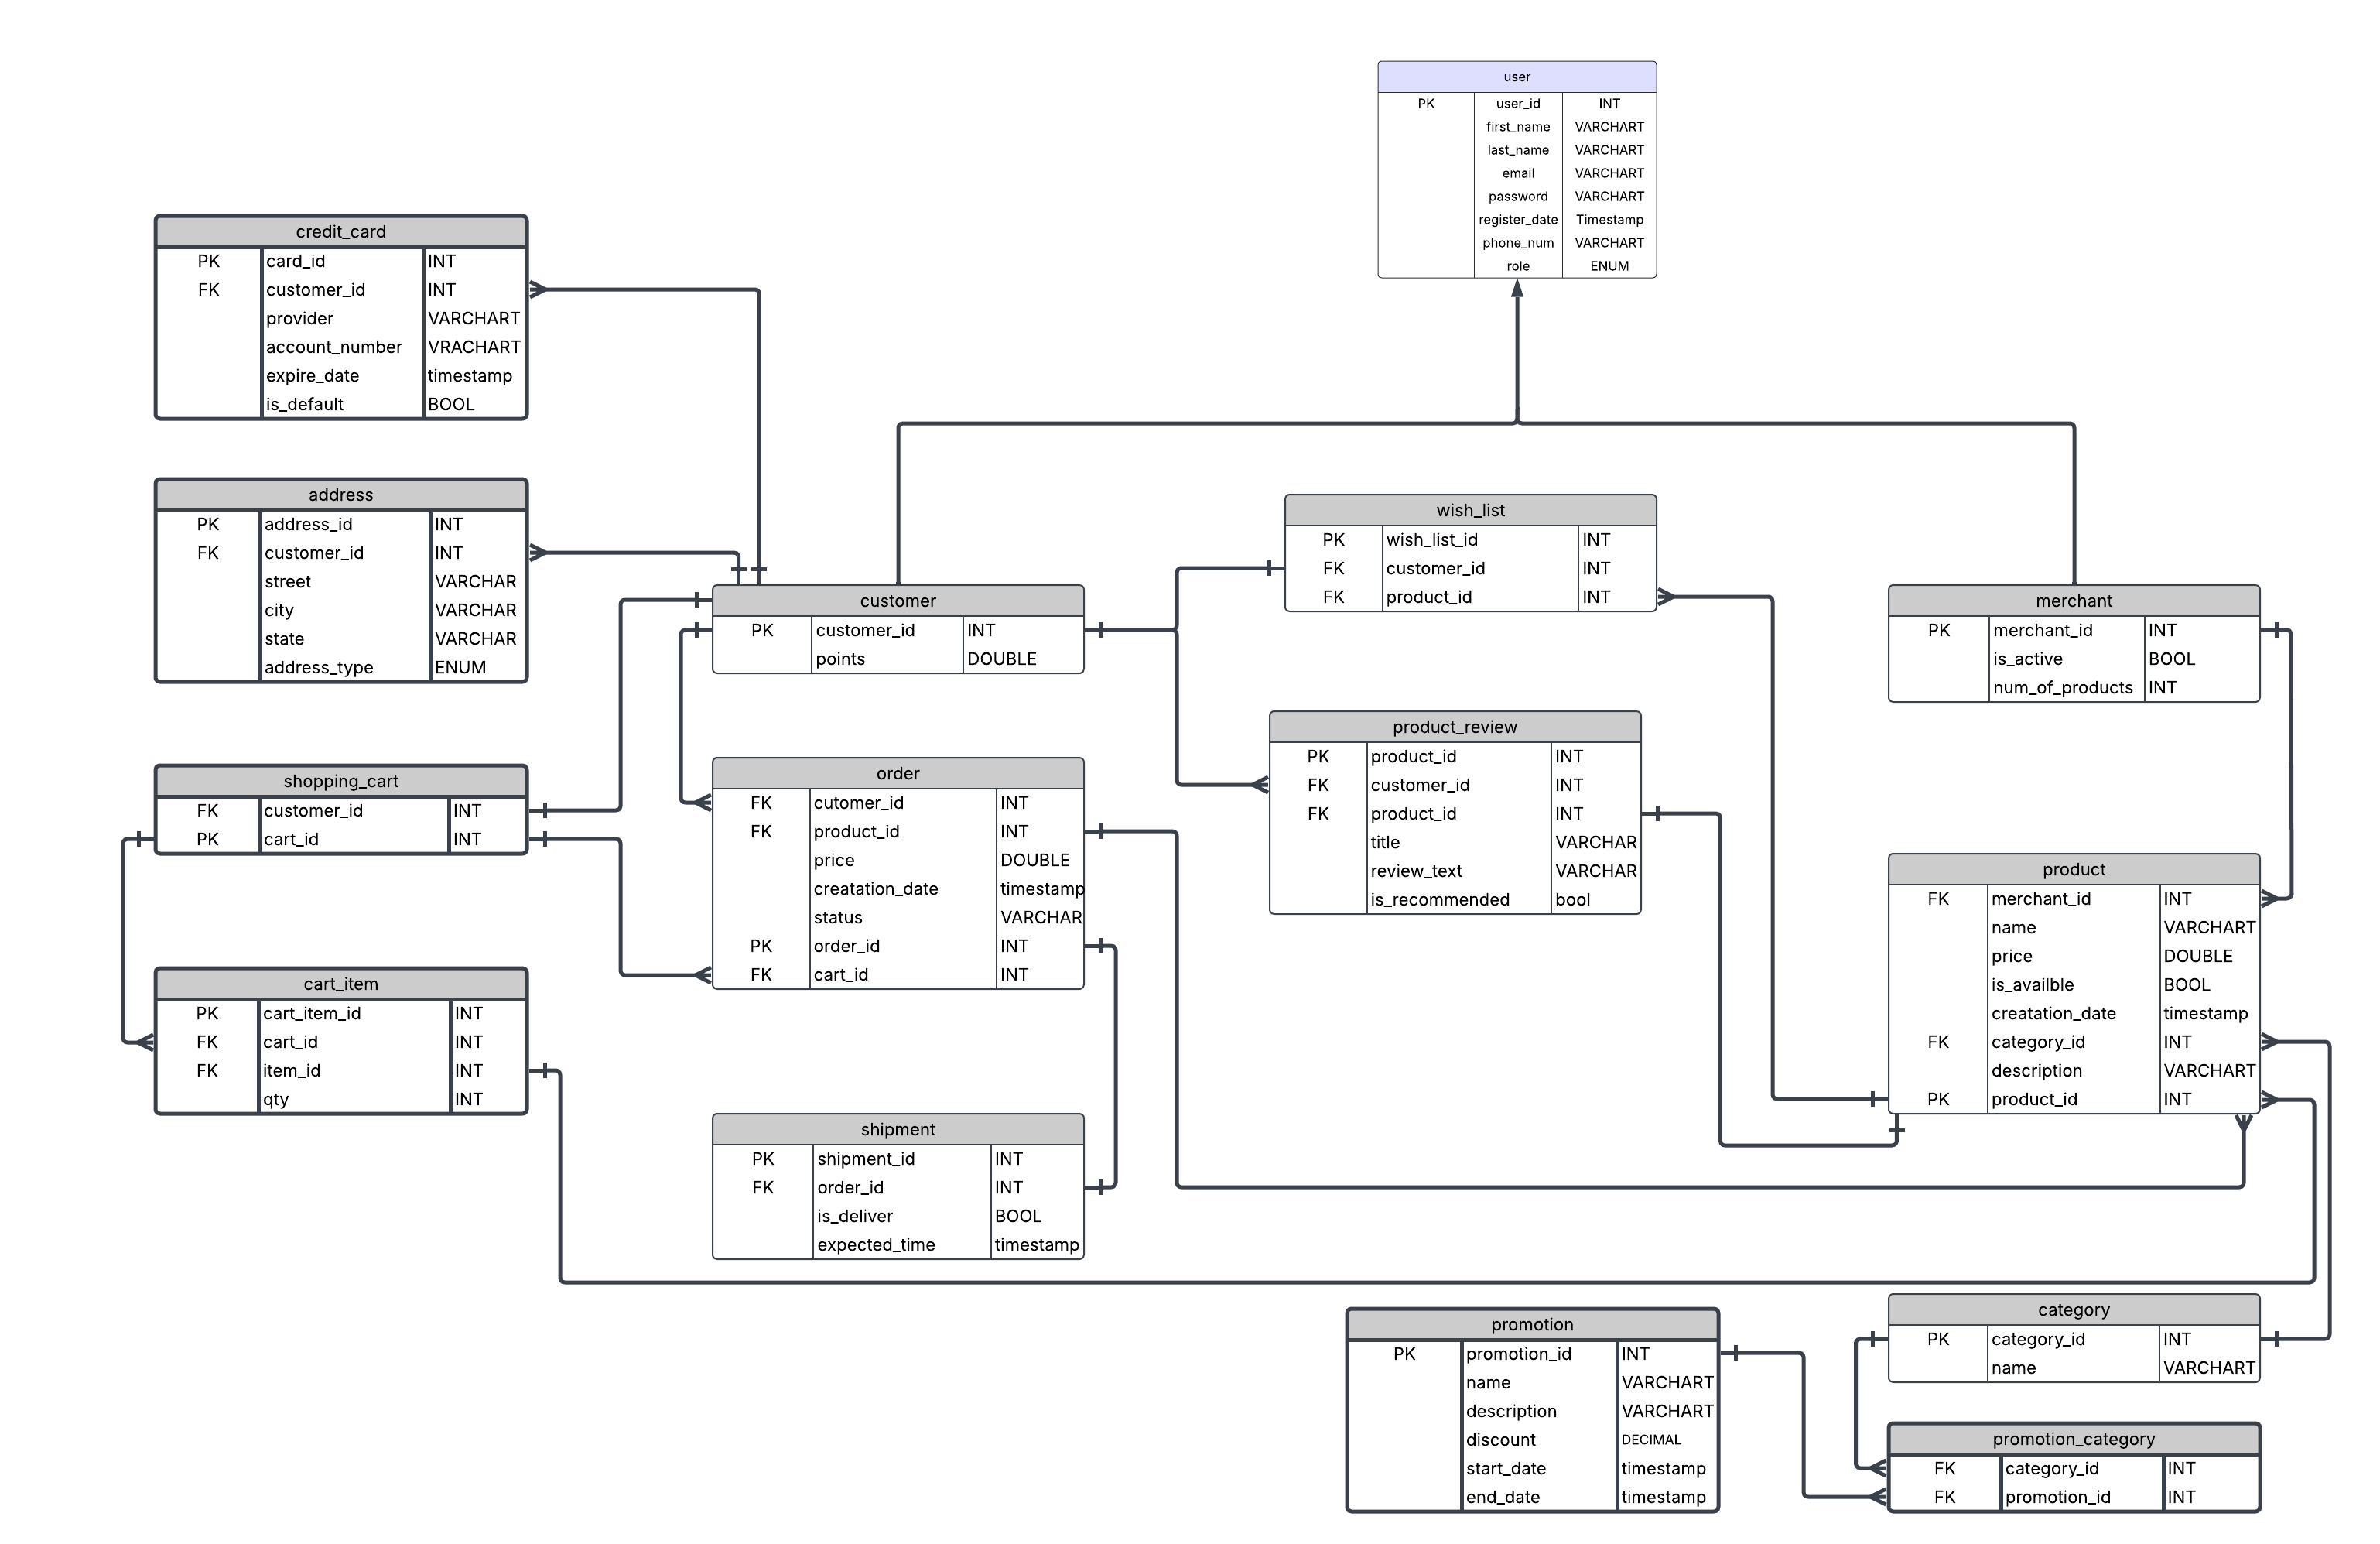 user
PK user_id INT
first_name VARCHART
last_name VARCHART
email VARCHART
password VARCHART
register_date Timestamp
phone_num VARCHART
role ENUM
credit_card
PK card_id INT
FK customer_id INT
provider VARCHART
account_number VRACHART
expire_date timestamp
is_default BOOL
address
PK address_id INT
FK customer_id INT
street VARCHAR
city VARCHAR
state VARCHAR
address_type ENUM
customer
PK customer_id INT
points DOUBLE
wish_list
PK wish_list_id INT
FK customer_id INT
FK product_id INT
merchant
PK merchant_id INT
is_active BOOL
num_of_products INT
shopping_cart
FK customer_id INT
PK cart_id INT
order
FK cutomer_id INT
FK product_id INT
price DOUBLE
creatation_date timestamp
status VARCHAR
PK order_id INT
FK cart_id INT
product_review
PK product_id INT
FK customer_id INT
FK product_id INT
title VARCHAR
review_text VARCHAR
is_recommended bool
product
FK merchant_id INT
name VARCHART
price DOUBLE
is_availble BOOL
creatation_date timestamp
FK category_id INT
description VARCHART
PK product_id INT
cart_item
PK cart_item_id INT
FK cart_id INT
FK item_id INT
qty INT
shipment
PK shipment_id INT
FK order_id INT
is_deliver BOOL
expected_time timestamp
promotion
PK promotion_id INT
name VARCHART
description VARCHART
discount DECIMAL
start_date timestamp
end_date timestamp
category
PK category_id INT
name VARCHART
promotion_category
FK category_id INT
FK promotion_id INT